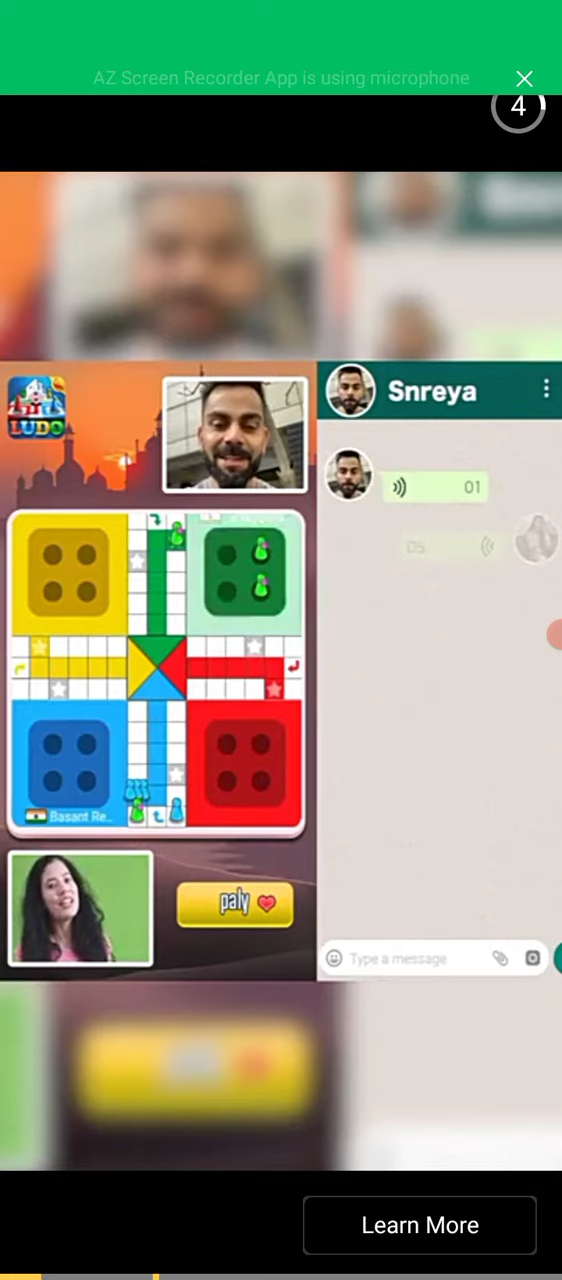 AZ Screen Recorder App is using microphone
4
LUDO
Snreya
01
05
Basant Re..
paly
Type a message
Learn More